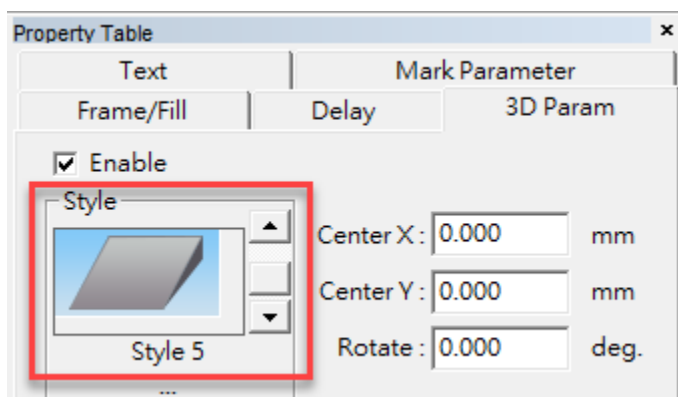 Property Table ×
Text Mark Parameter
Frame/Fill Delay 3D Param
Enable
Style
Center X : 0.000 mm
Center Y : 0.000 mm
Style 5 Rotate : 0.000 deg.
...